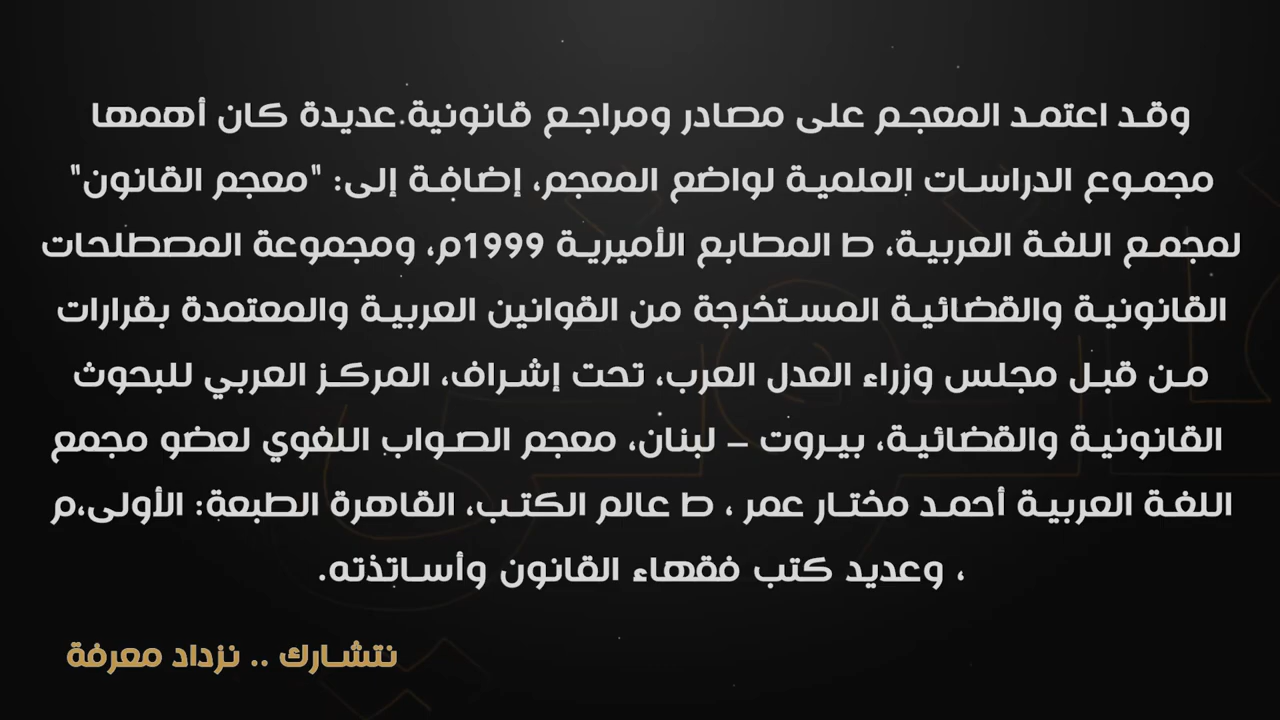 وقد اعتمد المعجم على مصادر ومراجع قانونية عديدة كان أهمها
مجموع الدراسات العلمية لواضع المعجم، إضافة إلى: "معجم القانون"
لمجمع اللغة العربية، ط المطابع الأميرية 1999م، ومجموعة المصطلحات
القانونية والقضائية المستخرجة من القوانين العربية والمعتمدة بقرارات
من قبل مجلس وزراء العدل العرب، تحت إشراف، المركز العربي للبحوث
القانونية والقضائية، بيروت – لبنان، معجم الصواب اللغوي لعضو مجمع
اللغة العربية أحمد مختار عمر ، ط عالم الكتب، القاهرة الطبعة: الأولى،م
، وعديد كتب فقهاء القانون وأساتذته.
نتشارك .. نزداد معرفة